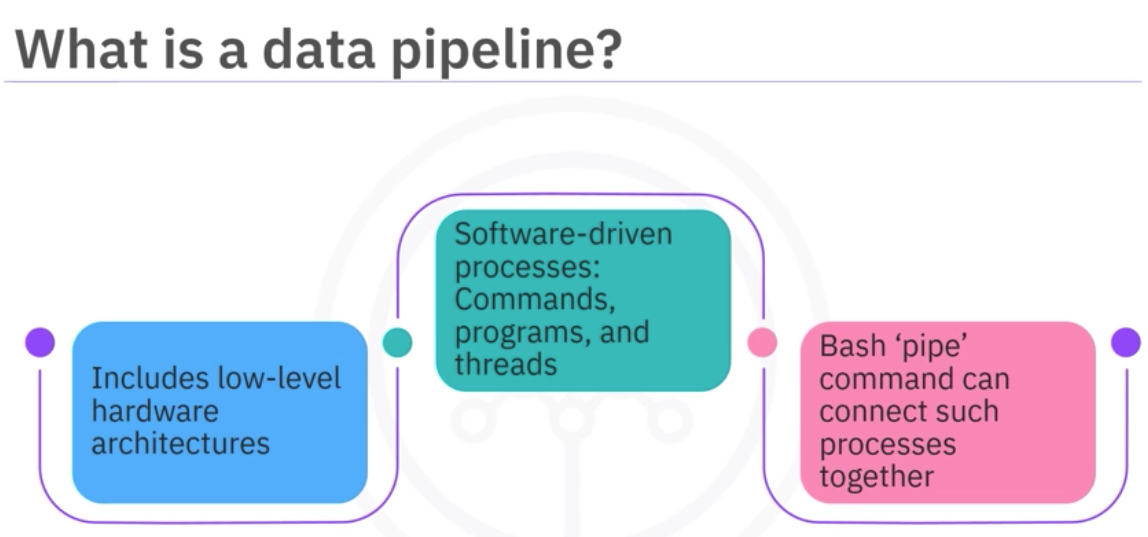 What is a data pipeline?
Includes low-level
hardware
architectures
Software-driven
processes:
Commands,
programs, and
threads
Bash ‘pipe’
command can
connect such
processes
together